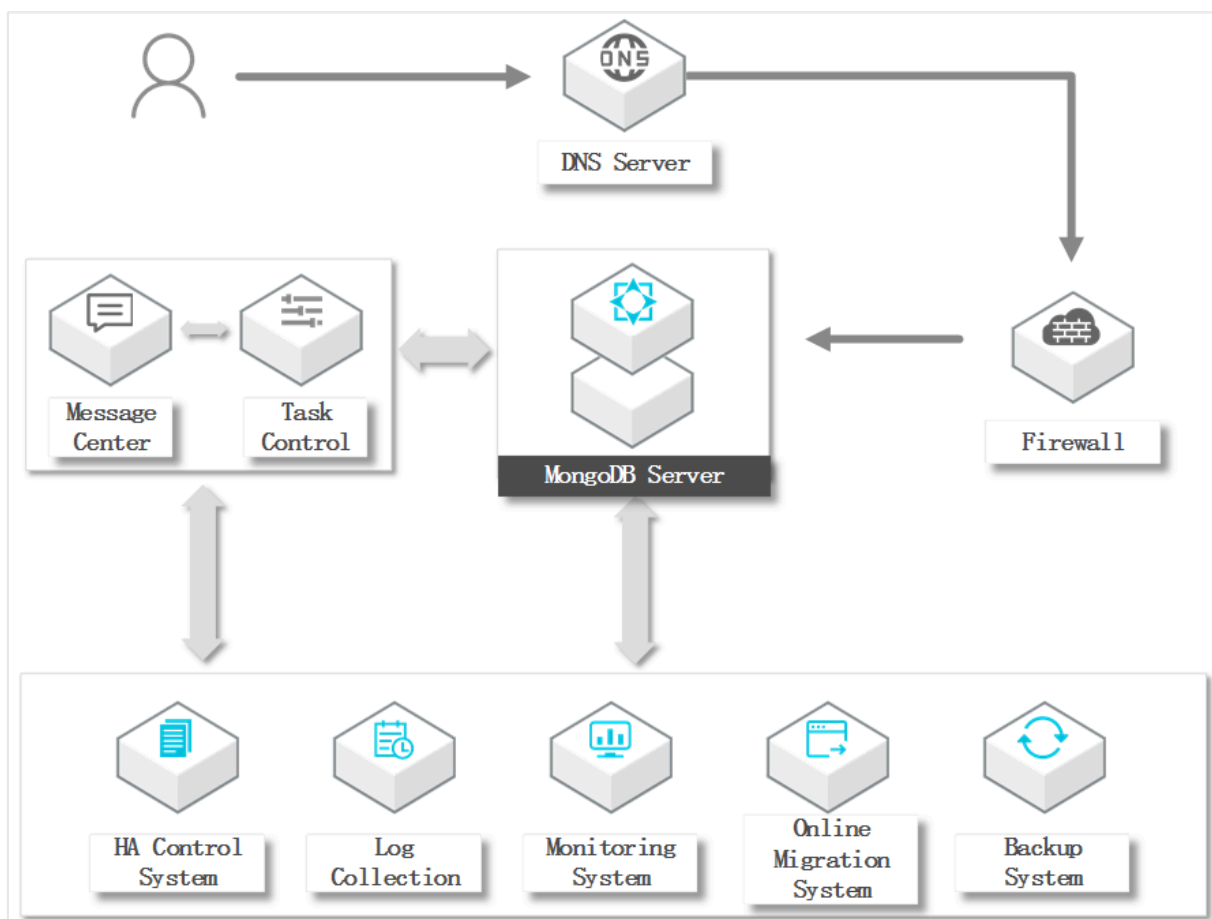 DNS
DNS Server
Message
Center
Task
Control
MongoDB Server
Firewall
HA Control
System
Log
Collection
Monitoring
System
Online
Migration
System
Backup
System